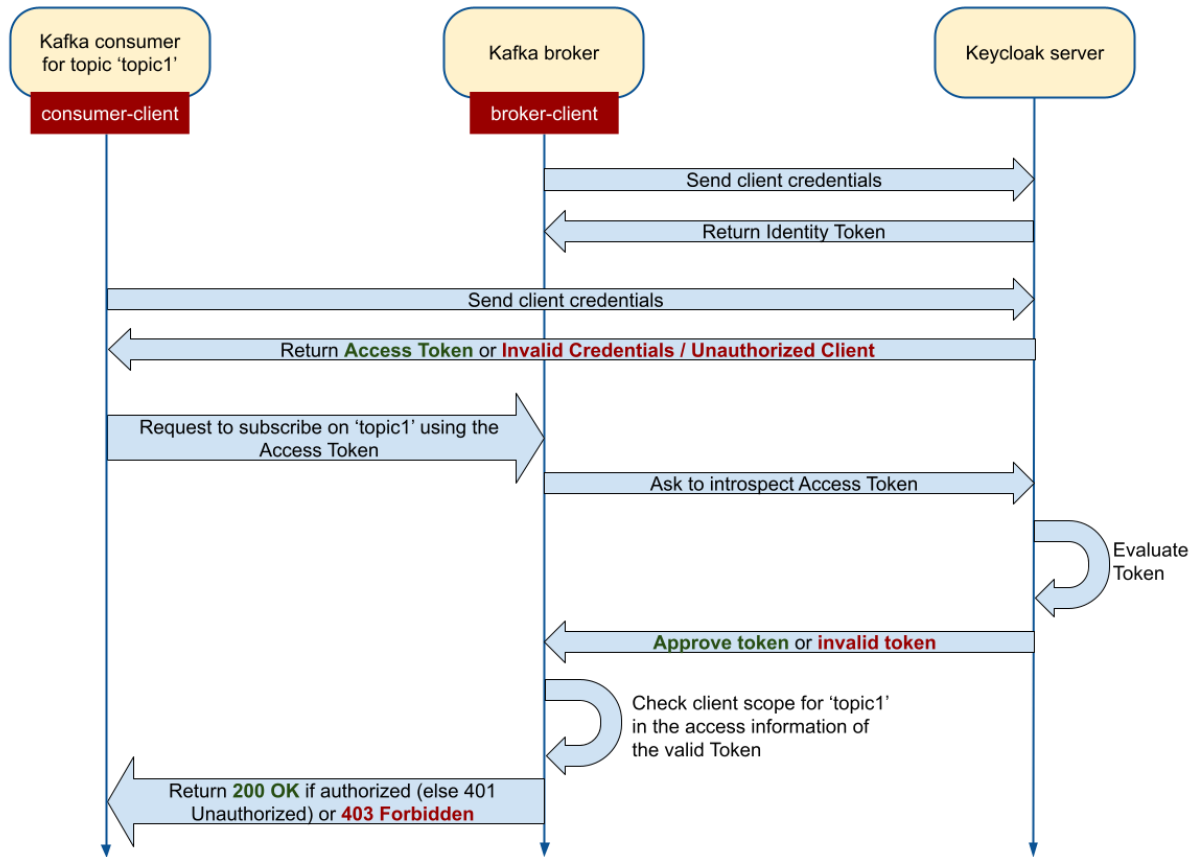 Kafka consumer
for topic ‘topic1’
consumer-client
Kafka broker
broker-client
Keycloak server
Send client credentials
Return Identity Token
Send client credentials
Return Access Token or Invalid Credentials / Unauthorized Client
Request to subscribe on ‘topic1’ using the
Access Token
Ask to introspect Access Token
Evaluate
Token
Approve token or invalid token
Check client scope for ‘topic1’
in the access information of
the valid Token
Return 200 OK if authorized (else 401
Unauthorized) or 403 Forbidden